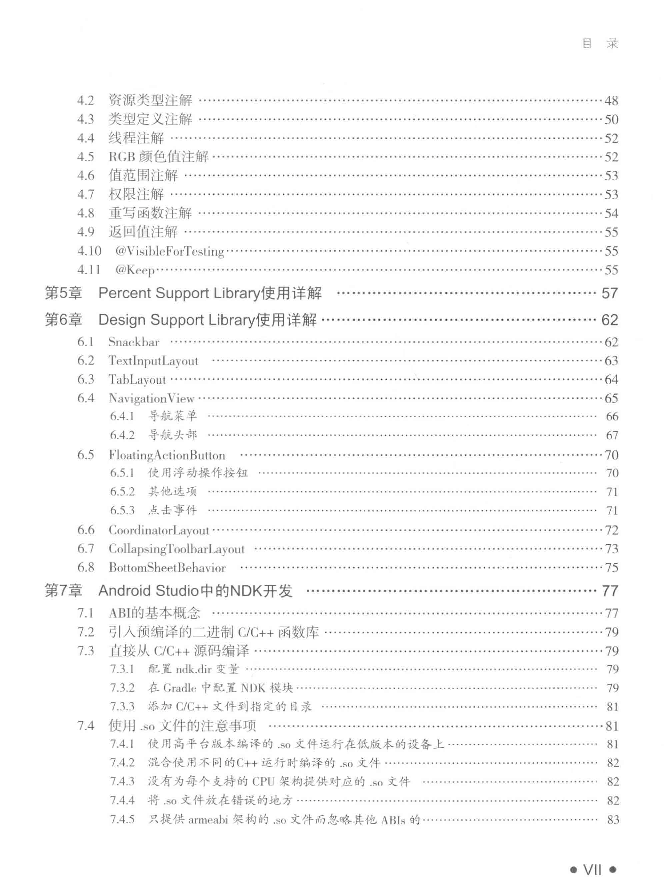 目 录
4.2 资源类型注解 48
4.3 类型定义注解 50
4.4 线程注解 52
4.5 RGB 颜色值注解 52
4.6 值范围注解 53
4.7 权限注解 53
4.8 重写函数注解 54
4.9 返回值注解 55
4.10 @VisibleForTesting 55
4.11 @Keep 55
第5章 Percent Support Library使用详解 57
第6章 Design Support Library使用详解 62
6.1 Snackbar 62
6.2 TextInputLayout 63
6.3 TabLayout 64
6.4 NavigationView 65
6.4.1 导航菜单 66
6.4.2 导航头部 67
6.5 FloatingActionButton 70
6.5.1 使用浮动操作按钮 70
6.5.2 其他选项 71
6.5.3 点击事件 71
6.6 CoordinatorLayout 72
6.7 CollapsingToolbarLayout 73
6.8 BottomSheetBehavior 75
第7章 Android Studio中的NDK开发 77
7.1 ABI的基本概念 77
7.2 引入预编译的二进制 C/C++ 函数库 79
7.3 直接从 C/C++ 源码编译 79
7.3.1 配置 ndk.dir 变量 79
7.3.2 在 Gradle 中配置 NDK 模块 79
7.3.3 添加 C/C++ 文件到指定的目录 81
7.4 使用 .so 文件的注意事项 81
7.4.1 使用高平台版本编译的 .so 文件运行在低版本的设备上 81
7.4.2 混合使用不同的C++ 运行时编译的 .so 文件 82
7.4.3 没有为每个支持的 CPU 架构提供对应的 .so 文件 82
7.4.4 将 .so 文件放在错误的地方 82
7.4.5 只提供 armeabi 架构的 .so 文件而忽略其他 ABIs 的 83
• VII •